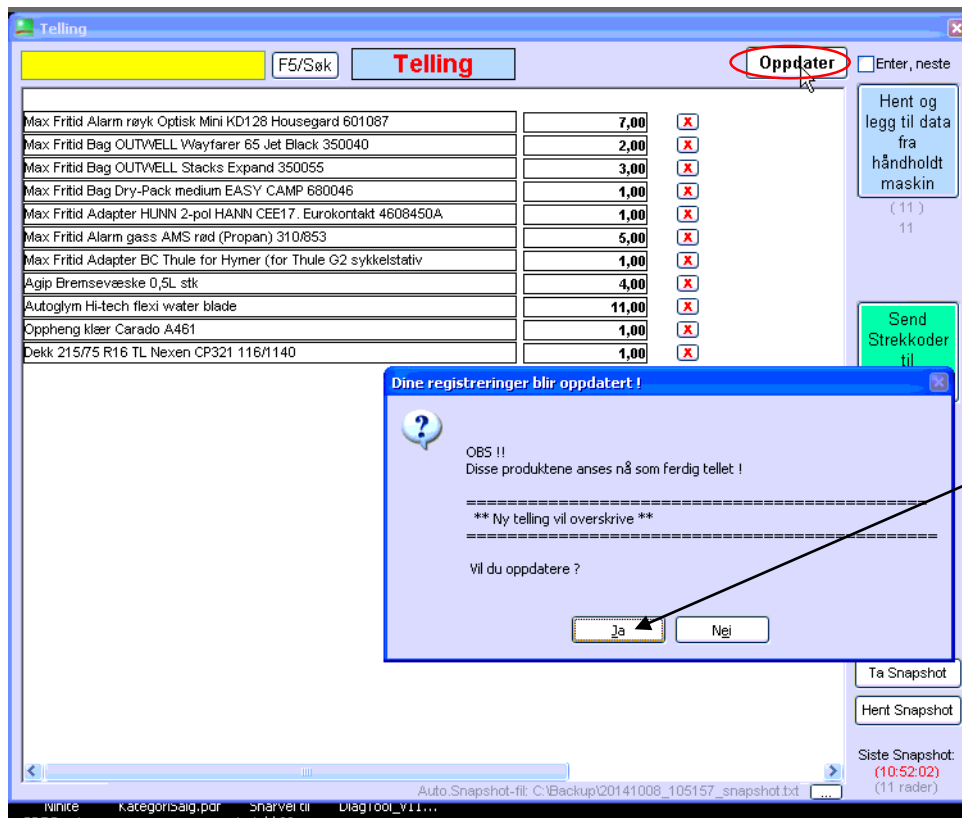 Telling
F5/Søk
Telling
Oppdater
Enter, neste
Max Fritid Alarm røyk Optisk Mini KD128 Housegard 601087 7,00 X
Max Fritid Bag OUTWELL Wayfarer 65 Jet Black 350040 2,00 X
Max Fritid Bag OUTWELL Stacks Expand 350055 3,00 X
Max Fritid Bag Dry-Pack medium EASY CAMP 680046 1,00 X
Max Fritid Adapter HUNN 2-pol HANN CEE17. Eurokontakt 4608450A 1,00 X
Max Fritid Alarm gass AMS rød (Propan) 310/853 5,00 X
Max Fritid Adapter BC Thule for Hymer (for Thule G2 sykkelstativ 1,00 X
Agip Bremsevæske 0,5L stk 4,00 X
Autoglym Hi-tech flexi water blade 11,00 X
Oppheng klær Carado A461 1,00 X
Dekk 215/75 R16 TL Nexen CP321 116/1140 1,00 X
Hent og
legg til data
fra
håndholdt
maskin
( 11 )
11
Send
Strekkoder
til
Dine registreringer blir oppdatert !
OBS !!
Disse produktene anses nå som ferdig tellet !
==============================================
** Ny telling vil overskrive **
===============================================
Vil du oppdatere ?
Ja
Nei
Ta Snapshot
Hent Snapshot
Siste Snapshot:
(10:52:02)
(11 rader)
Auto.Snapshot-fil: C:\Backup\20141008_105157_snapshot.txt ...
Ninite KategoriSalg.pdf Snarvei til DiagTool_V11...